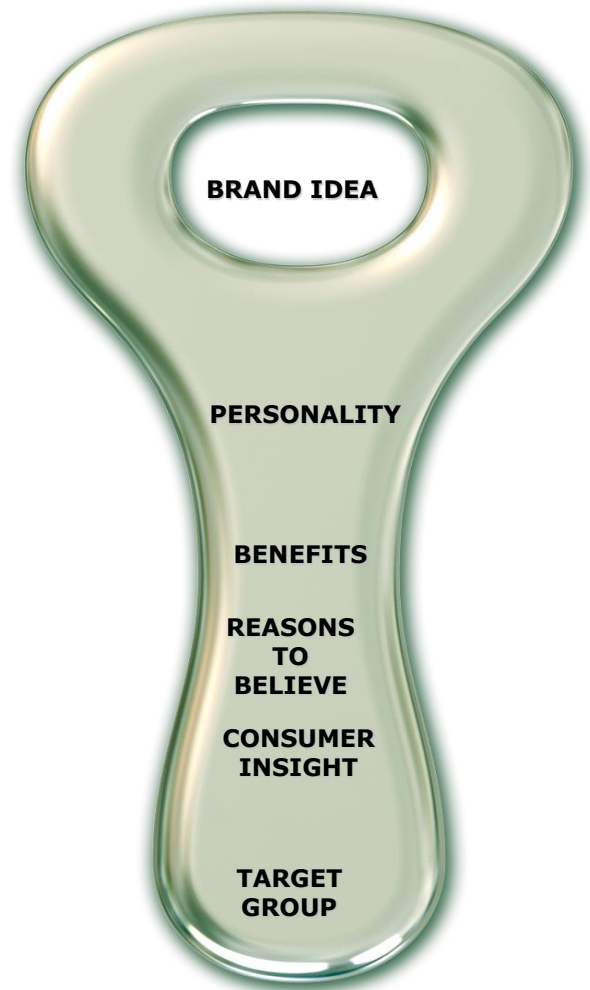 BRAND IDEA
PERSONALITY
BENEFITS
REASONS
TO
BELIEVE
CONSUMER
INSIGHT
TARGET
GROUP